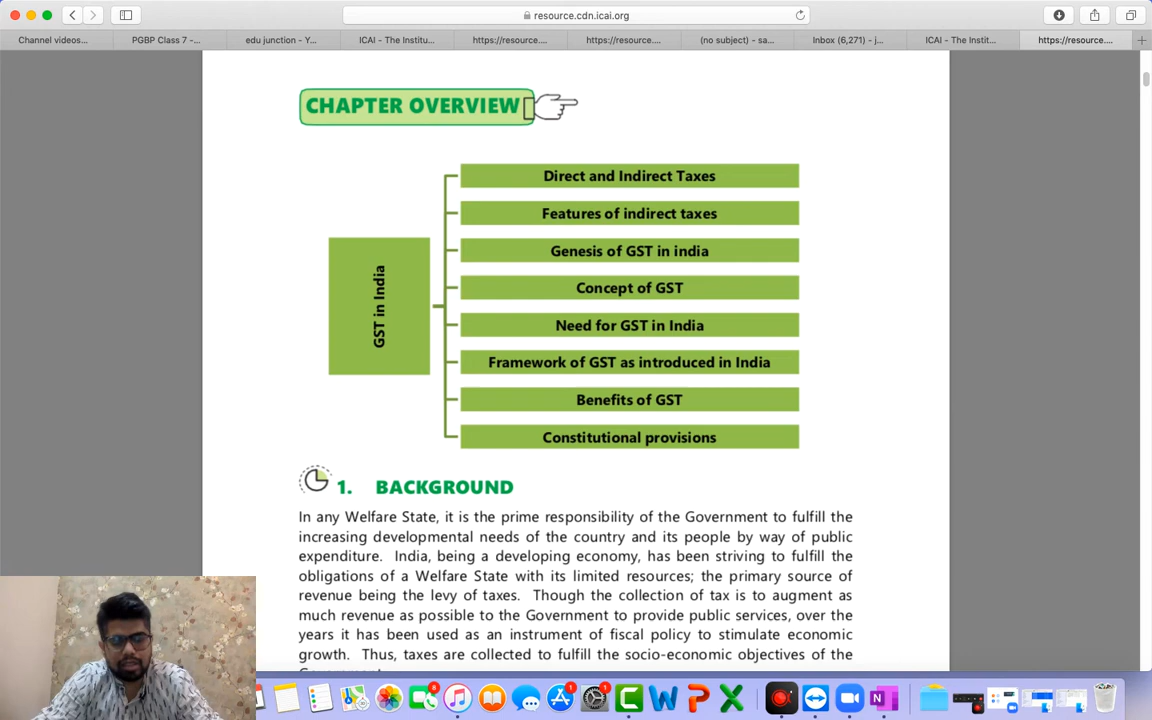 resource.cdn.icai.org
Channel videos...
PGBP Class 7 -...
edu junction - Y...
ICAI - The Institu...
https://resource....
https://resource....
(no subject) - sa...
Inbox (6,271) - j...
ICAI - The Instit...
https://resource....
CHAPTER OVERVIEW
GST in India
Direct and Indirect Taxes
Features of indirect taxes
Genesis of GST in india
Concept of GST
Need for GST in India
Framework of GST as introduced in India
Benefits of GST
Constitutional provisions
1. BACKGROUND
In any Welfare State, it is the prime responsibility of the Government to fulfill the
increasing developmental needs of the country and its people by way of public
expenditure. India, being a developing economy, has been striving to fulfill the
obligations of a Welfare State with its limited resources; the primary source of
revenue being the levy of taxes. Though the collection of tax is to augment as
much revenue as possible to the Government to provide public services, over the
years it has been used as an instrument of fiscal policy to stimulate economic
growth. Thus, taxes are collected to fulfill the socio-economic objectives of the